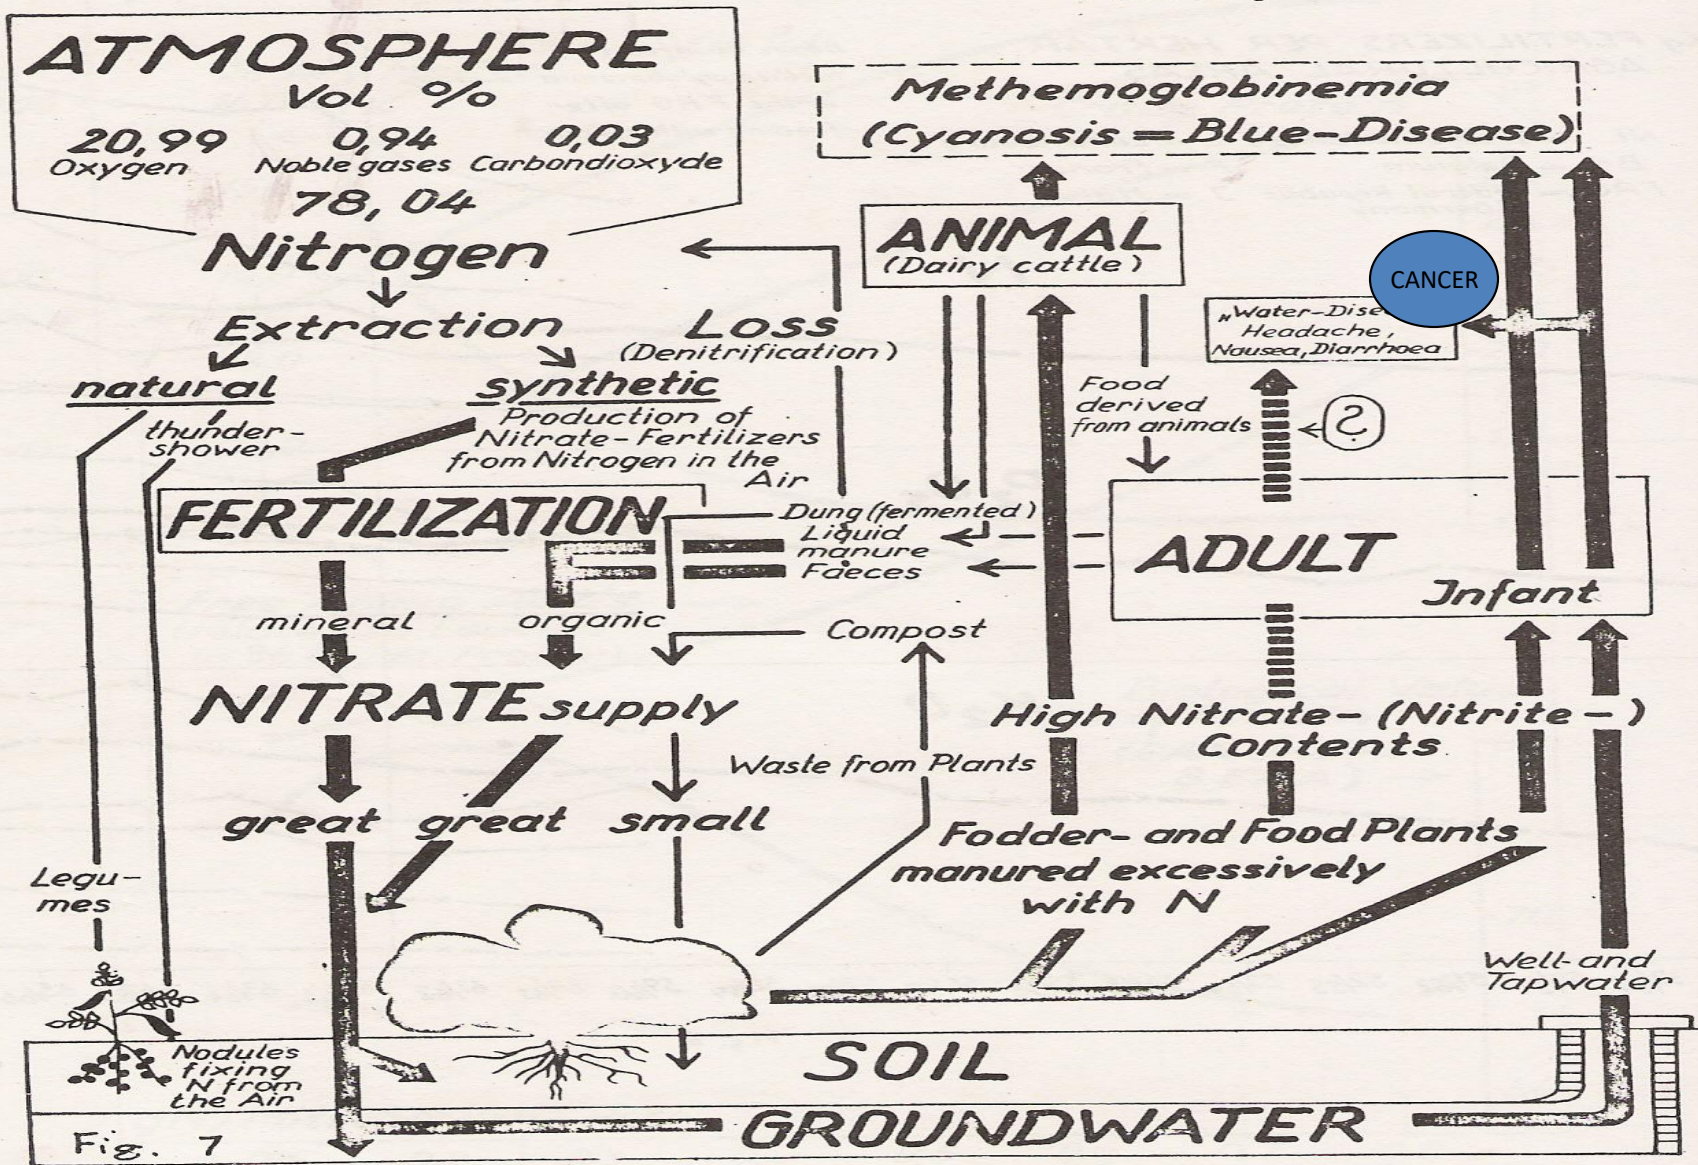 ATMOSPHERE
Vol. %
20,99 0,94 0,03
Oxygen Noble gases Carbondioxyde
78,04
Nitrogen
Extraction
natural synthetic
thunder-
shower
Production of
Nitrate-Fertilizers
from Nitrogen in the
Air
Loss
(Denitrification)
Methemoglobinemia
(Cyanosis = Blue-Disease)
ANIMAL
(Dairy cattle)
CANCER
"Water-Dise
Headache,
Nausea, Diarrhoea
Food
derived
from animals
?
FERTILIZATION
Dung (fermented)
Liquid
manure
Faeces
ADULT
Infant
mineral organic
Compost
NITRATE supply
High Nitrate- (Nitrite-)
Contents
Waste from Plants
great great small
Fodder- and Food Plants
manured excessively
with N
Legu-
mes
Well-and
Tapwater
Nodules
fixing
N from
the Air
SOIL
GROUNDWATER
Fig. 7